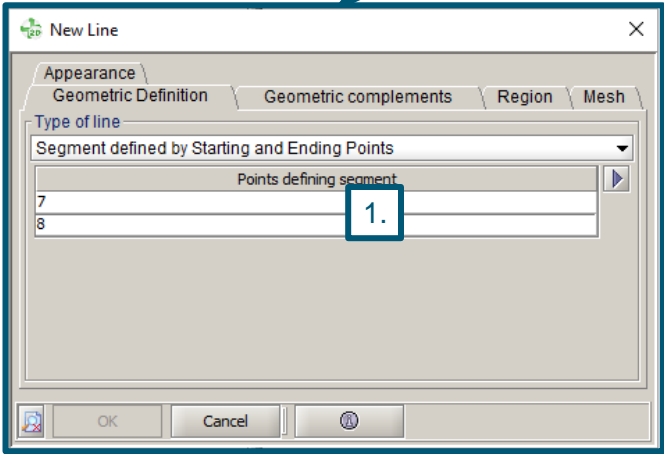 2D New Line
Appearance
Geometric Definition Geometric complements Region Mesh
Type of line
Segment defined by Starting and Ending Points
Points defining segment
7
8
1.
OK Cancel